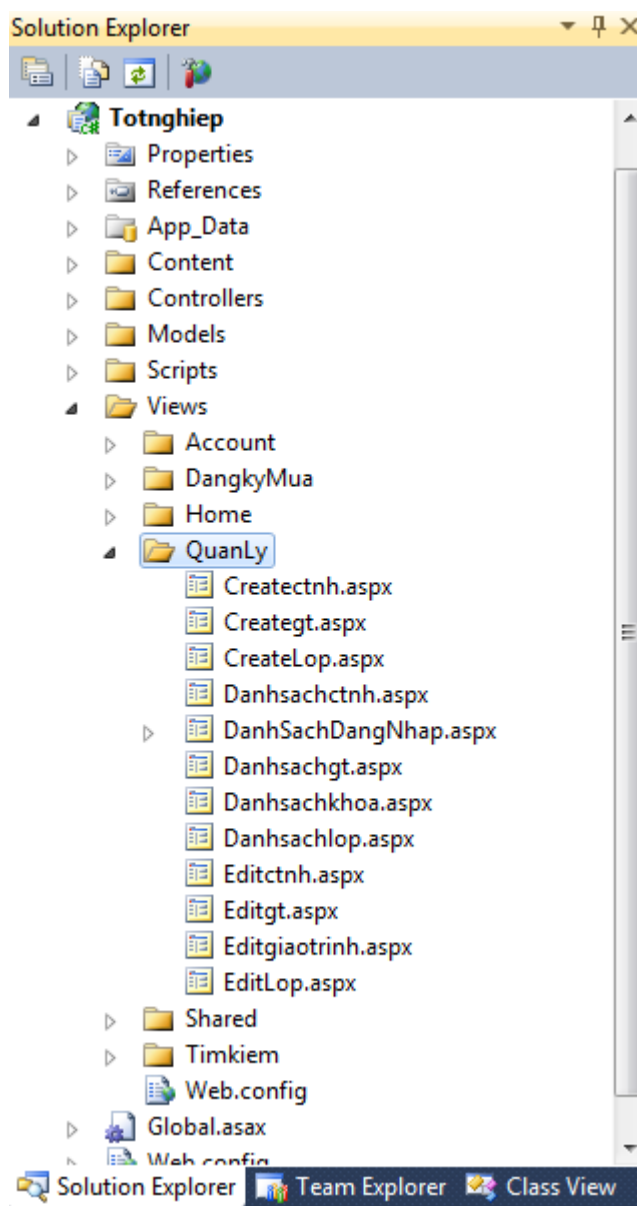 Solution Explorer
Totnghiep
Properties
References
App_Data
Content
Controllers
Models
Scripts
Views
Account
DangkyMua
Home
QuanLy
Createctnh.aspx
Creategt.aspx
CreateLop.aspx
Danhsachctnh.aspx
DanhSachDangNhap.aspx
Danhsachgt.aspx
Danhsachkhoa.aspx
Danhsachlop.aspx
Editctnh.aspx
Editgt.aspx
Editgiaotrinh.aspx
EditLop.aspx
Shared
Timkiem
Web.config
Global.asax
Web.config
Solution Explorer Team Explorer Class View